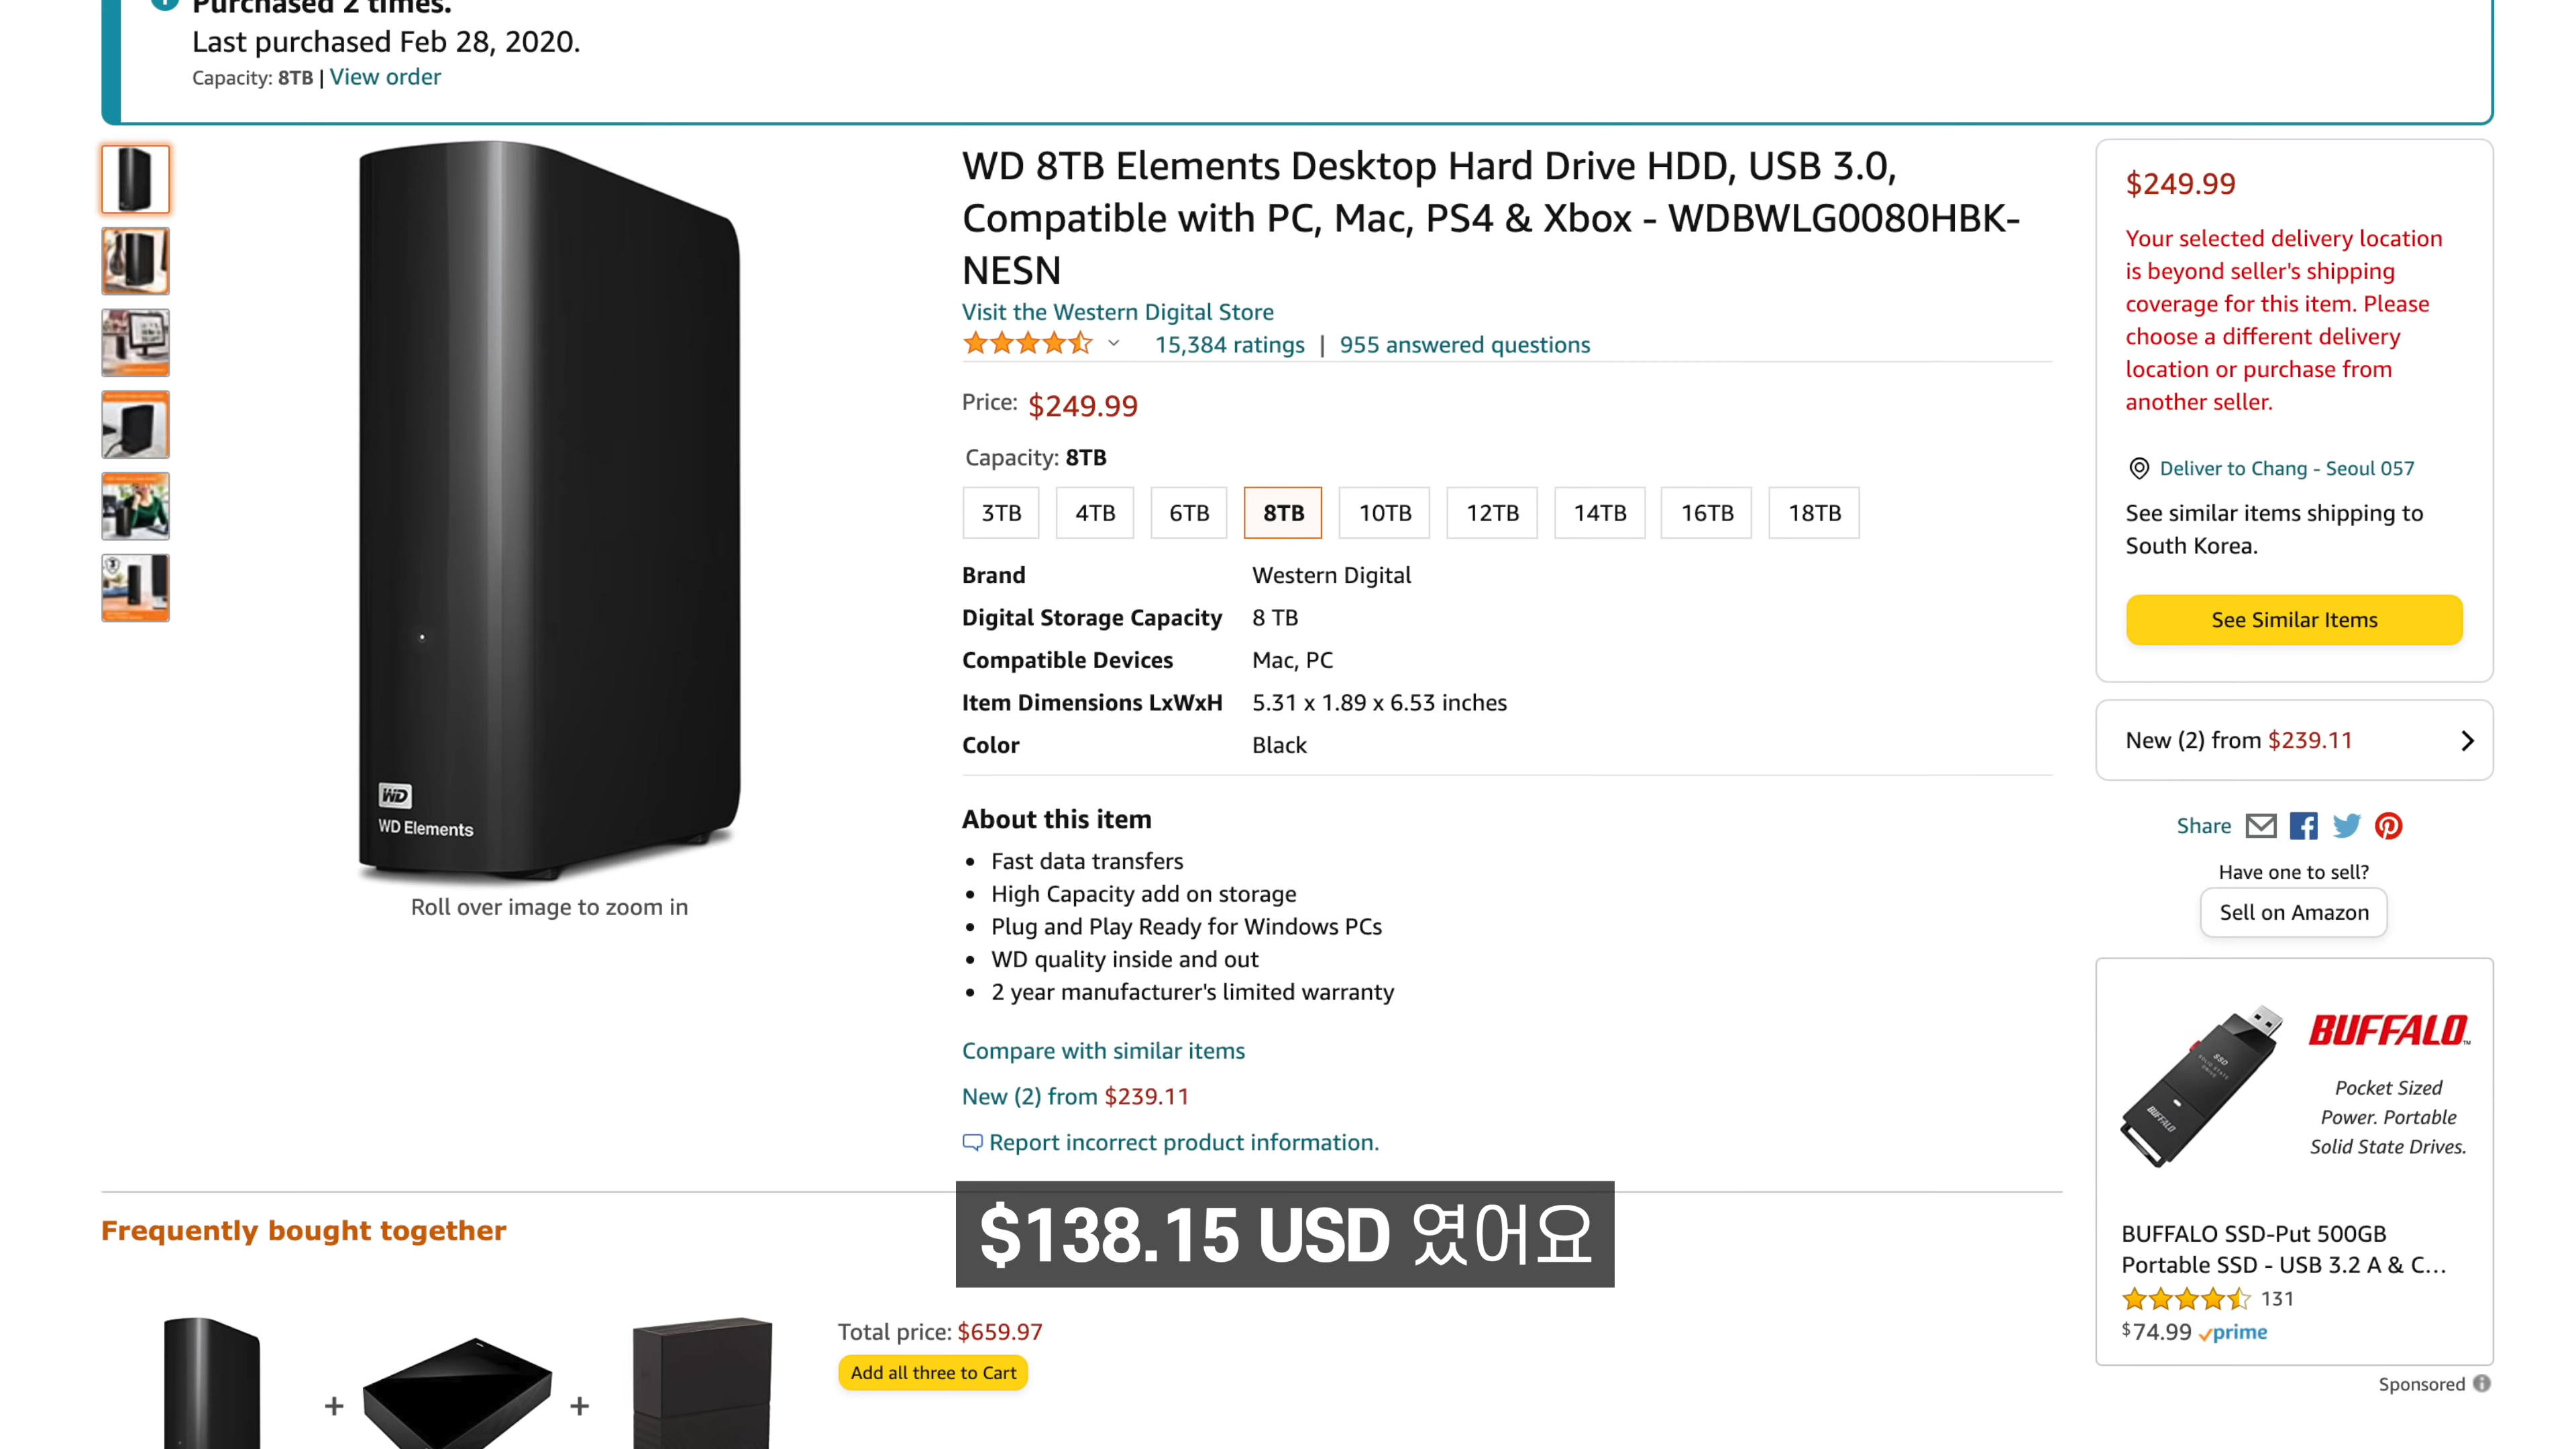 Purchased 2 times.
Last purchased Feb 28, 2020.
Capacity: 8TB | View order
WD
WD Elements
Roll over image to zoom in
WD 8TB Elements Desktop Hard Drive HDD, USB 3.0,
Compatible with PC, Mac, PS4 & Xbox - WDBWLG0080HBK-
NESN
Visit the Western Digital Store
15,384 ratings | 955 answered questions
Price: $249.99
Capacity: 8TB
3TB 4TB 6TB 8TB 10TB 12TB 14TB 16TB 18TB
Brand Western Digital
Digital Storage Capacity 8 TB
Compatible Devices Mac, PC
Item Dimensions LxWxH 5.31 x 1.89 x 6.53 inches
Color Black
About this item
• Fast data transfers
• High Capacity add on storage
• Plug and Play Ready for Windows PCs
• WD quality inside and out
• 2 year manufacturer's limited warranty
Compare with similar items
New (2) from $239.11
Report incorrect product information.
$249.99
Your selected delivery location
is beyond seller's shipping
coverage for this item. Please
choose a different delivery
location or purchase from
another seller.
Deliver to Chang - Seoul 057
See similar items shipping to
South Korea.
See Similar Items
New (2) from $239.11
Share
Have one to sell?
Sell on Amazon
BUFFALO™
Pocket Sized
Power. Portable
Solid State Drives.
SSD
SOLID STATE
DRIVE
BUFFALO
BUFFALO SSD-Put 500GB
Portable SSD - USB 3.2 A & C...
131
$74.99 prime
Sponsored
$138.15 USD 였어요
Frequently bought together
+ +
Total price: $659.97
Add all three to Cart